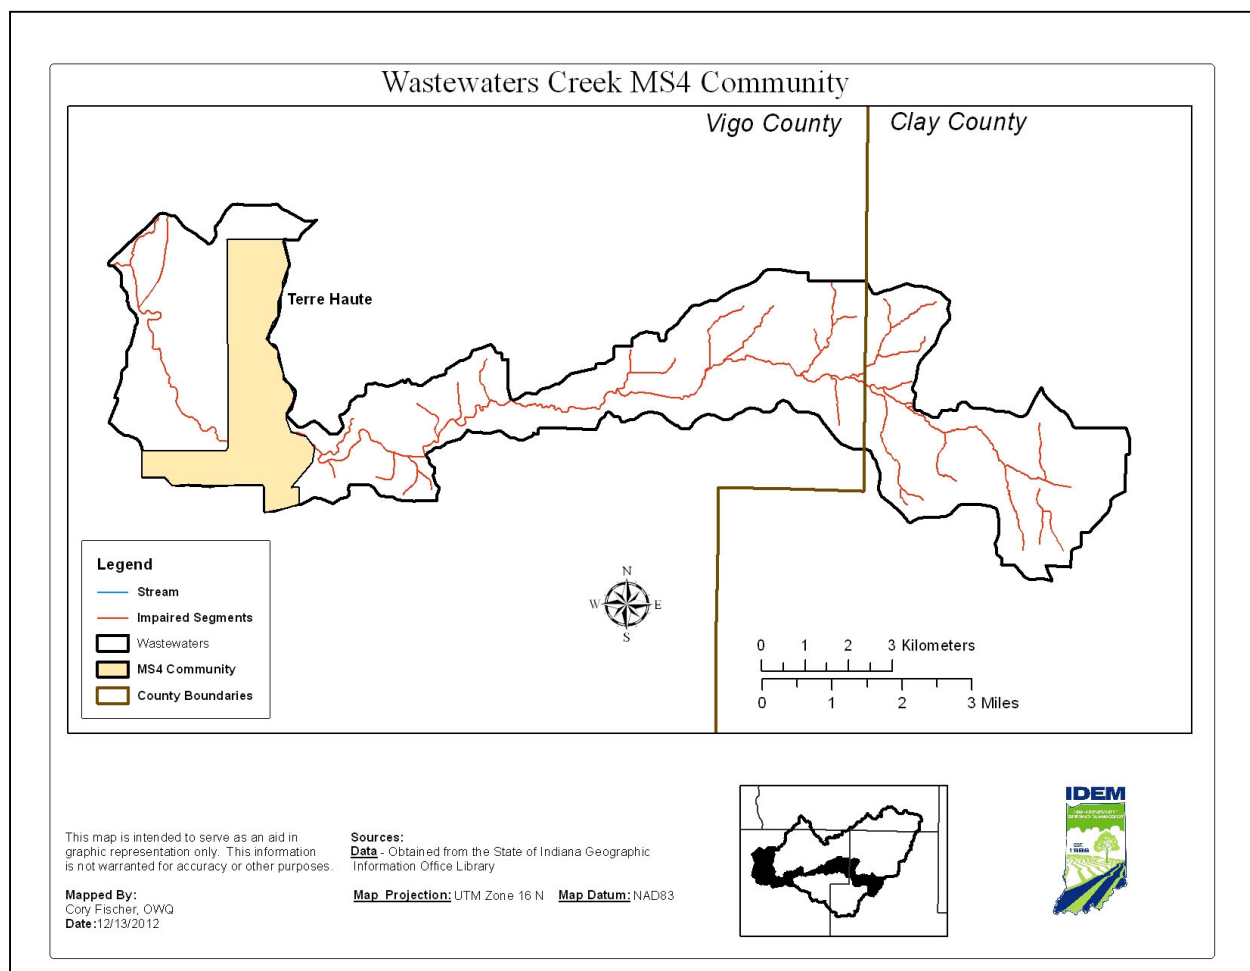 Wastewaters Creek MS4 Community
Vigo County
Clay County
Terre Haute
Legend
Stream
Impaired Segments
Wastewaters
MS4 Community
County Boundaries
N
W E
S
0 1 2 3 Kilometers
0 1 2 3 Miles
This map is intended to serve as an aid in
graphic representation only. This information
is not warranted for accuracy or other purposes.
Mapped By:
Cory Fischer, OWQ
Date:12/13/2012
Sources:
Data - Obtained from the State of Indiana Geographic
Information Office Library
Map Projection: UTM Zone 16 N Map Datum: NAD83
IDEM
1986